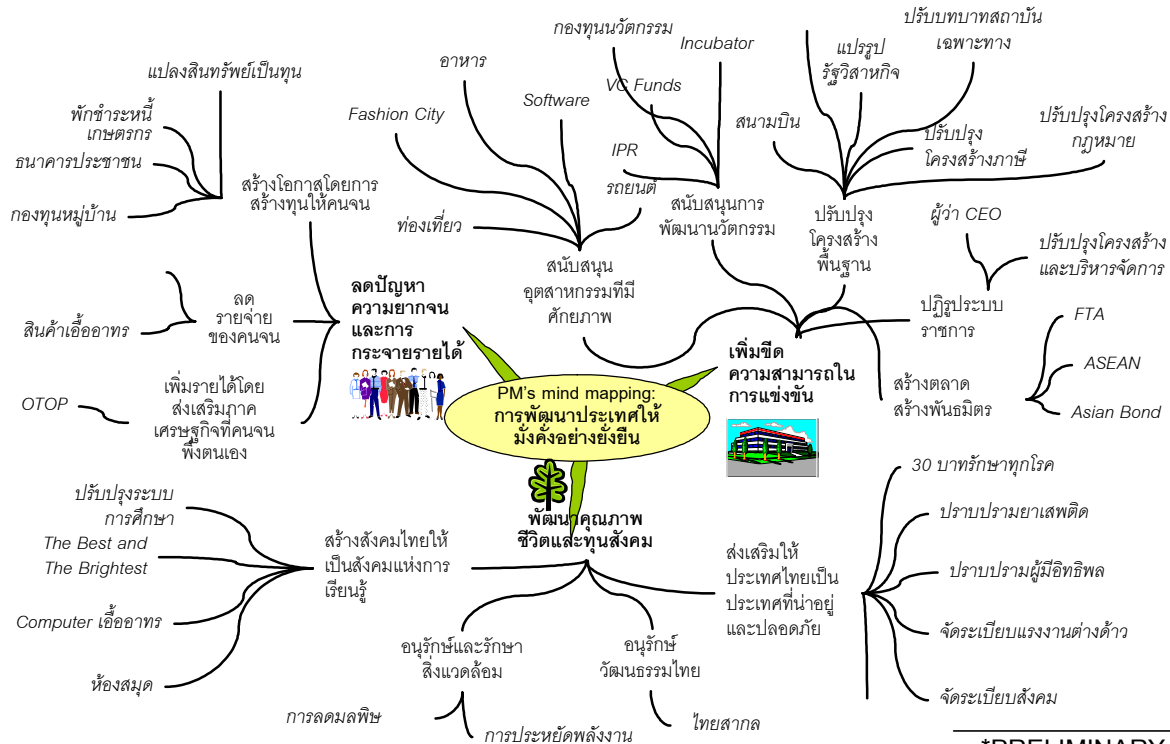 PM's mind mapping:
การพัฒนาประเทศให้
มั่งคั่งอย่างยั่งยืน
ลดปัญหา
ความยากจน
และการ
กระจายรายได้
สร้างโอกาสโดยการ
สร้างทุนให้คนจน
แปลงสินทรัพย์เป็นทุน
พักชำระหนี้
เกษตรกร
ธนาคารประชาชน
กองทุนหมู่บ้าน
ลด
รายจ่าย
ของคนจน
สินค้าเอื้ออาทร
เพิ่มรายได้โดย
ส่งเสริมภาค
เศรษฐกิจที่คนจน
พึ่งตนเอง
OTOP
เพิ่มขีด
ความสามารถใน
การแข่งขัน
สนับสนุน
อุตสาหกรรมที่มี
ศักยภาพ
ท่องเที่ยว
Fashion City
อาหาร
Software
รถยนต์
สนับสนุนการ
พัฒนานวัตกรรม
IPR
VC Funds
กองทุนนวัตกรรม
Incubator
ปรับปรุง
โครงสร้าง
พื้นฐาน
สนามบิน
แปรรูป
รัฐวิสาหกิจ
ปรับบทบาทสถาบัน
เฉพาะทาง
ปรับปรุง
โครงสร้างภาษี
ปรับปรุงโครงสร้าง
กฎหมาย
ปฏิรูประบบ
ราชการ
ผู้ว่า CEO
ปรับปรุงโครงสร้าง
และบริหารจัดการ
สร้างตลาด
สร้างพันธมิตร
FTA
ASEAN
Asian Bond
พัฒนาคุณภาพ
ชีวิตและทุนสังคม
สร้างสังคมไทยให้
เป็นสังคมแห่งการ
เรียนรู้
ปรับปรุงระบบ
การศึกษา
The Best and
The Brightest
Computer เอื้ออาทร
ห้องสมุด
อนุรักษ์และรักษา
สิ่งแวดล้อม
การลดมลพิษ
การประหยัดพลังงาน
อนุรักษ์
วัฒนธรรมไทย
ไทยสากล
ส่งเสริมให้
ประเทศไทยเป็น
ประเทศที่น่าอยู่
และปลอดภัย
30 บาทรักษาทุกโรค
ปราบปรามยาเสพติด
ปราบปรามผู้มีอิทธิพล
จัดระเบียบแรงงานต่างด้าว
จัดระเบียบสังคม
*PRELIMINARY